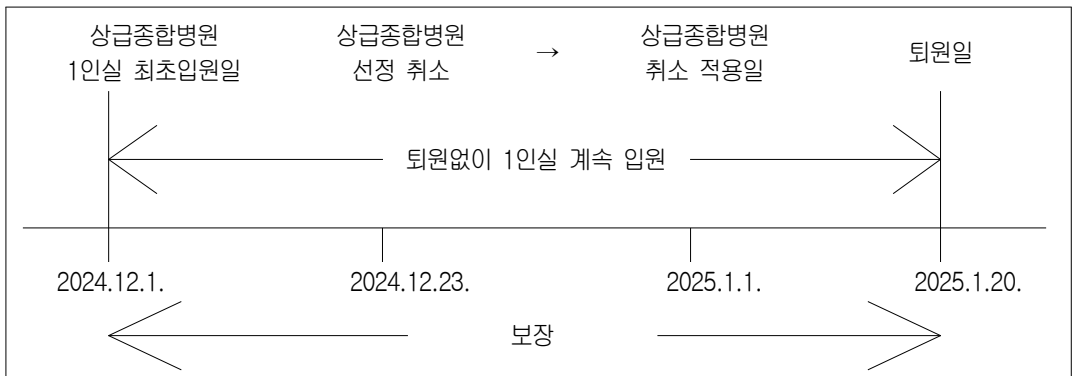 상급종합병원
1인실 최초입원일
상급종합병원
선정 취소
→
상급종합병원
취소 적용일
퇴원일
퇴원없이 1인실 계속 입원
2024.12.1.
2024.12.23.
2025.1.1.
2025.1.20.
보장